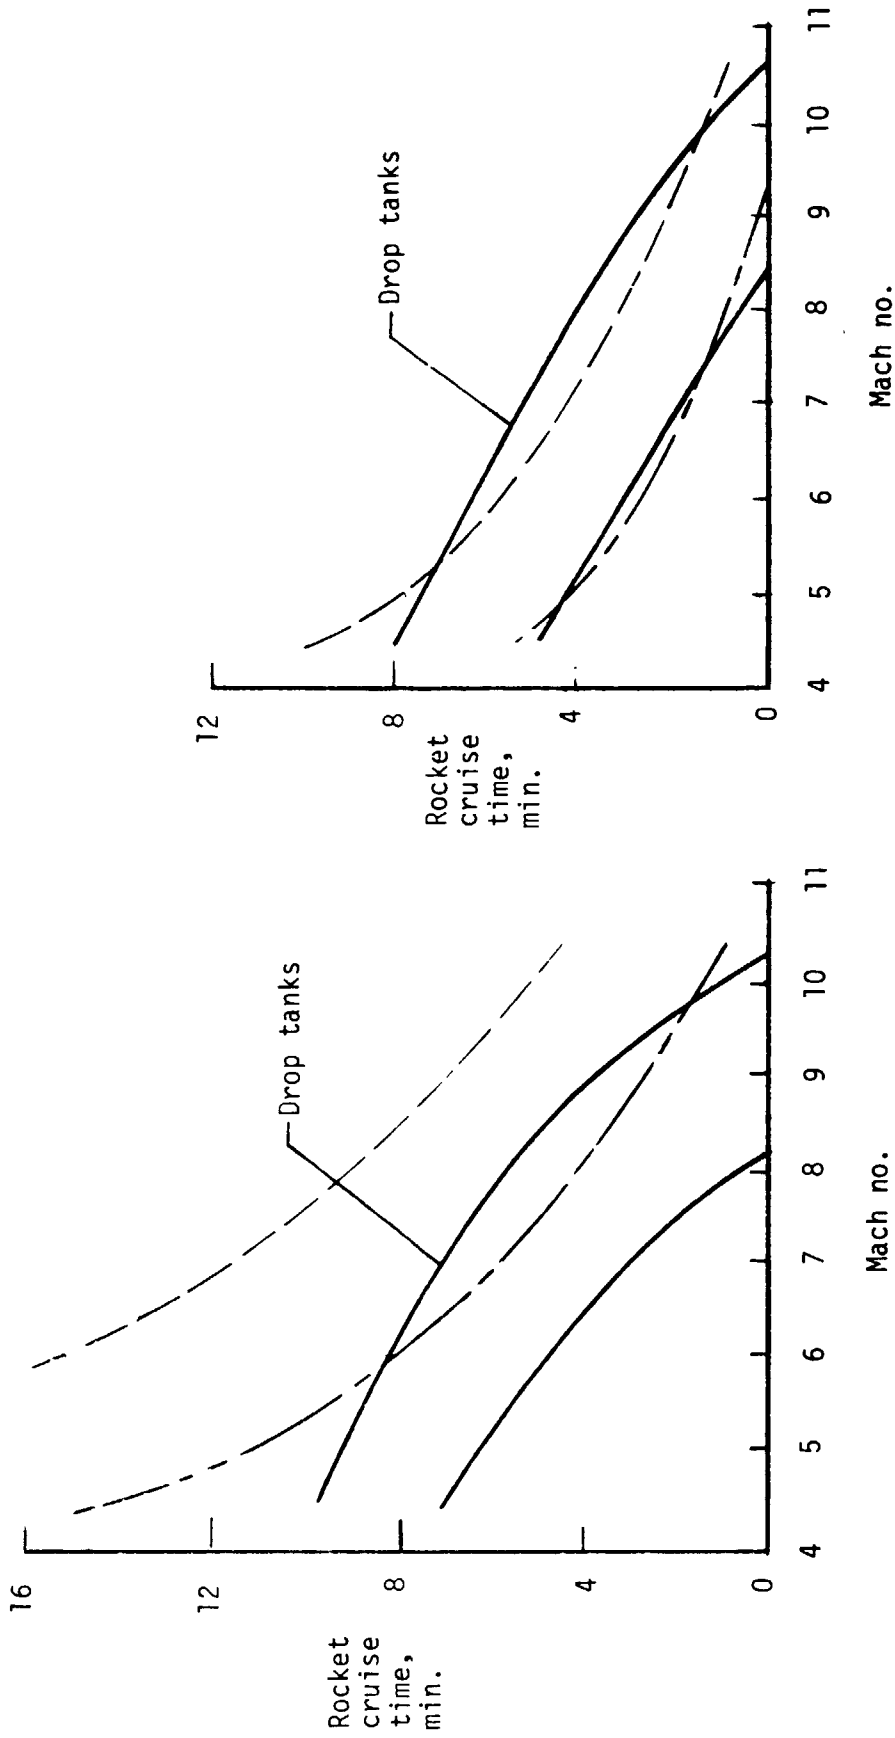 16
12
8
4
0
Rocket
cruise
time,
min.
Drop tanks
4 5 6 7 8 9 10 11
Mach no.
12
8
4
0
Rocket
cruise
time,
min.
Drop tanks
4 5 6 7 8 9 10 11
Mach no.